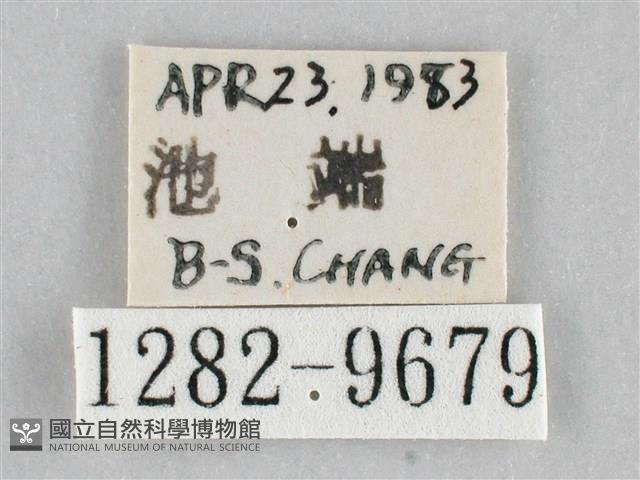 APR 23. 1983
池 端
B-S. CHANG
1282-9679
國立自然科學博物館
NATIONAL MUSEUM OF NATURAL SCIENCE